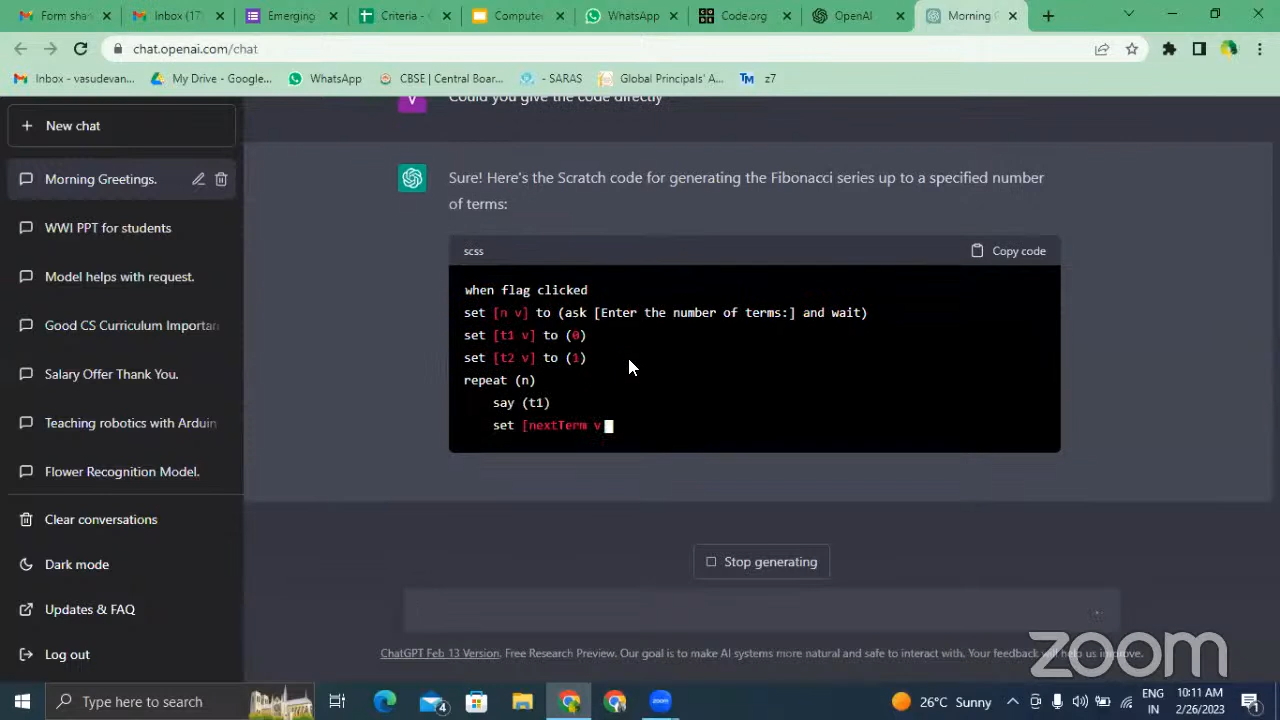 Form share
Inbox (17
Emerging
Criteria - G
Computer
WhatsApp
Code.org
OpenAI
Morning G
chat.openai.com/chat
Inbox - vasudevan...
My Drive - Google...
WhatsApp
CBSE | Central Boar...
- SARAS
Global Principals' A...
TM
z7
New chat
Morning Greetings.
WWI PPT for students
Model helps with request.
Good CS Curriculum Importan
Salary Offer Thank You.
Teaching robotics with Arduin
Flower Recognition Model.
Clear conversations
Dark mode
Updates & FAQ
Log out
V
Could you give the code directly
Sure! Here's the Scratch code for generating the Fibonacci series up to a specified number
of terms:
scss
Copy code
when flag clicked
set [n v] to (ask [Enter the number of terms:] and wait)
set [t1 v] to (0)
set [t2 v] to (1)
repeat (n)
say (t1)
set [nextTerm v
Stop generating
ChatGPT Feb 13 Version. Free Research Preview. Our goal is to make AI systems more natural and safe to interact with. Your feedback will help us improve.
zoom
Type here to search
4
zoom
26°C Sunny
ENG
IN
10:11 AM
2/26/2023
1